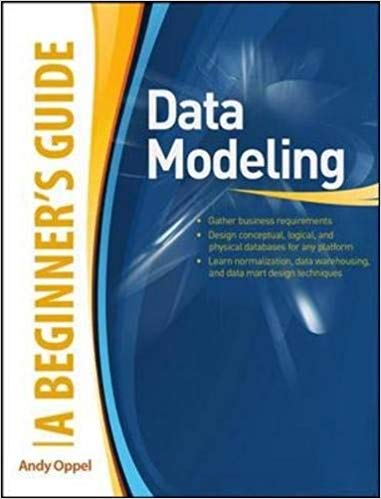 A BEGINNER'S GUIDE
Data
Modeling
• Gather business requirements
• Design conceptual, logical, and
physical databases for any platform
• Learn normalization, data warehousing,
and data mart design techniques
Andy Oppel